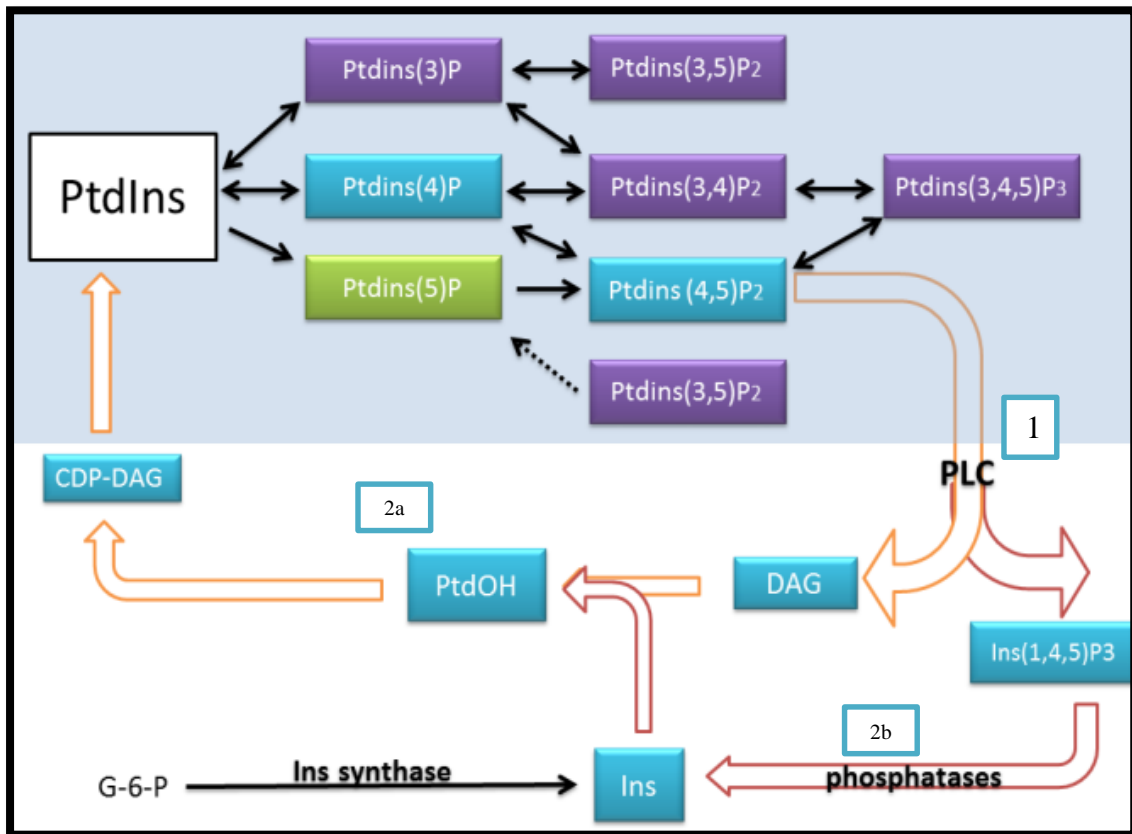 Ptdins(3)P
Ptdins(3,5)P2
PtdIns
Ptdins(4)P
Ptdins(3,4)P2
Ptdins(3,4,5)P3
Ptdins(5)P
Ptdins (4,5)P2
Ptdins(3,5)P2
1
CDP-DAG
PLC
2a
PtdOH
DAG
Ins(1,4,5)P3
2b
G-6-P
Ins synthase
Ins
phosphatases